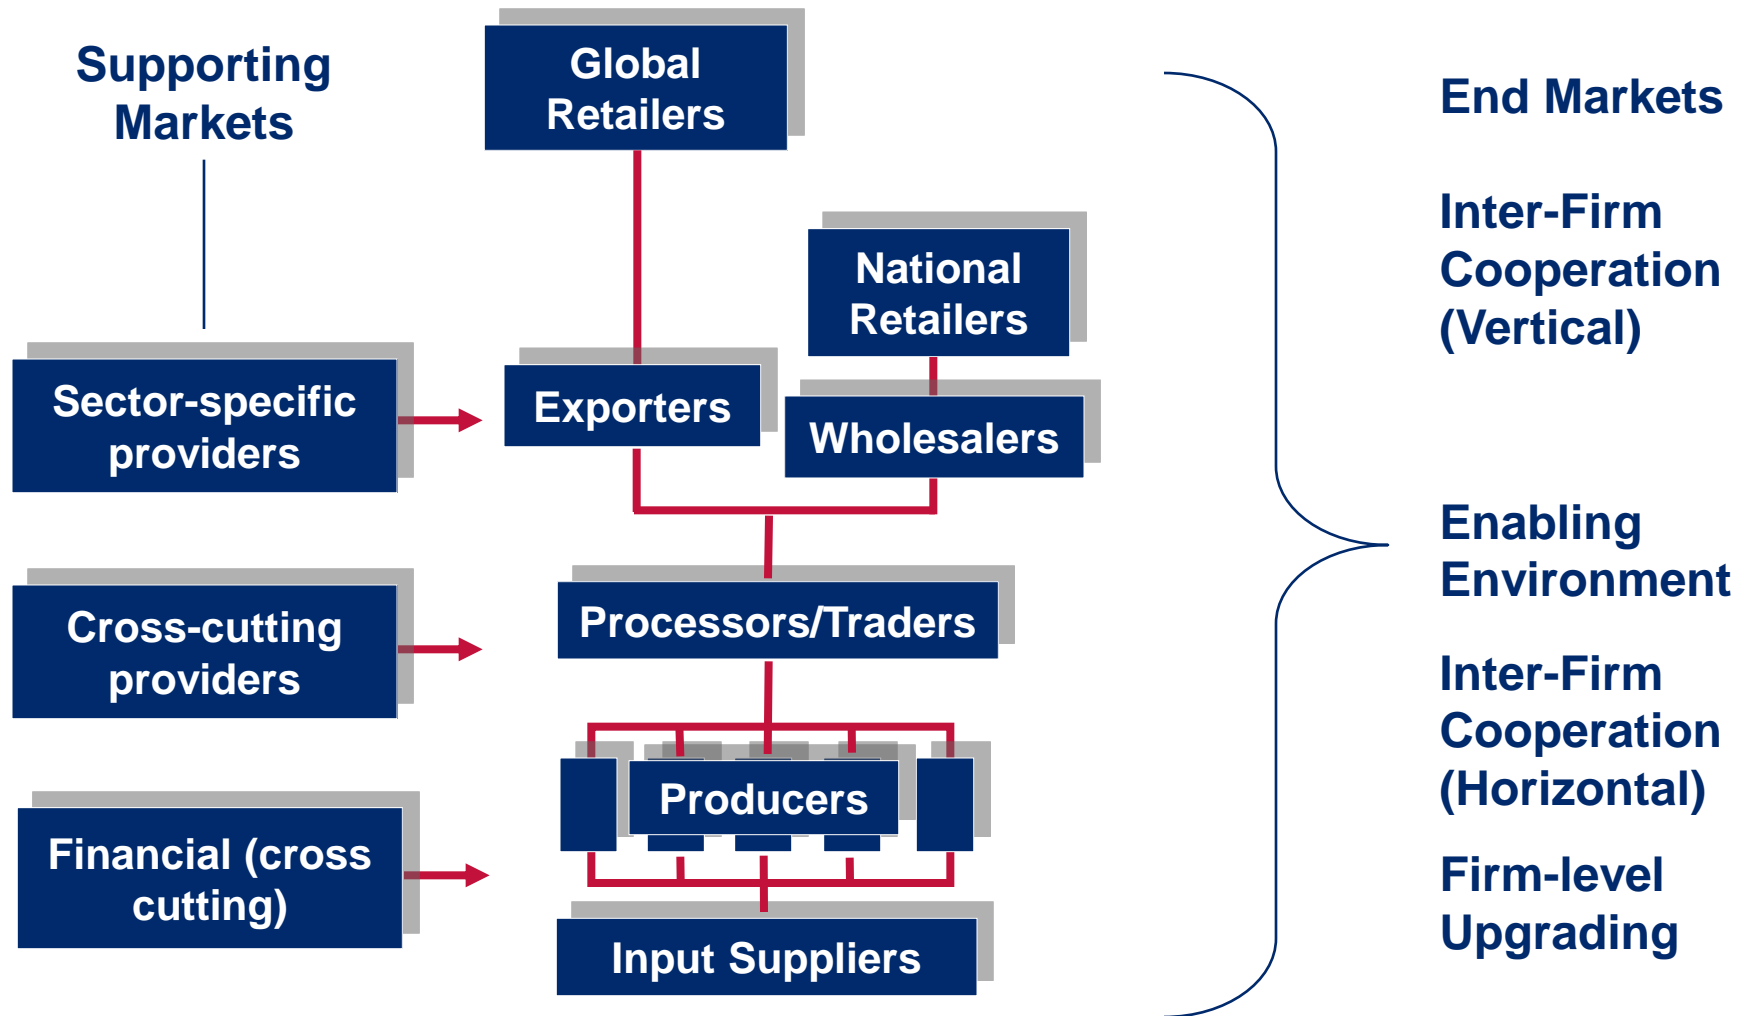 Supporting
Markets
Sector-specific
providers
Cross-cutting
providers
Financial (cross
cutting)
Global
Retailers
National
Retailers
Exporters
Wholesalers
Processors/Traders
Producers
Input Suppliers
End Markets
Inter-Firm
Cooperation
(Vertical)
Enabling
Environment
Inter-Firm
Cooperation
(Horizontal)
Firm-level
Upgrading